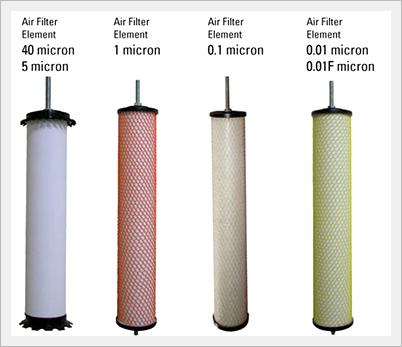 Air Filter
Element
40 micron
5 micron
Air Filter
Element
1 micron
Air Filter
Element
0.1 micron
Air Filter
Element
0.01 micron
0.01F micron